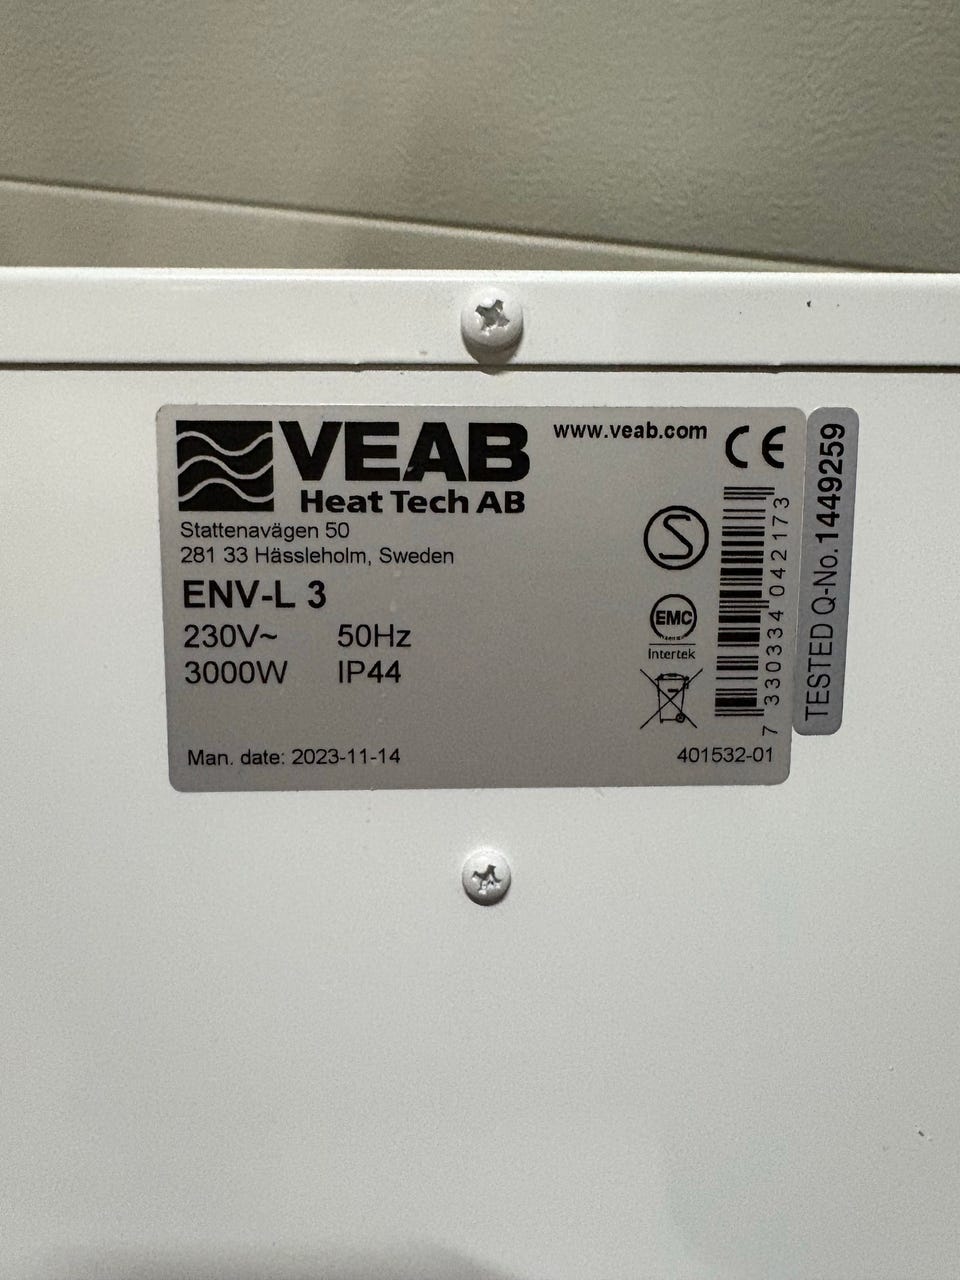 VEAB
Heat Tech AB
www.veab.com
CE
Stattenavägen 50
281 33 Hässleholm, Sweden
ENV-L 3
230V~ 50Hz
3000W IP44
Man. date: 2023-11-14
S
EMC
Intertek
7 330334 042173
401532-01
TESTED Q-No. 1449259